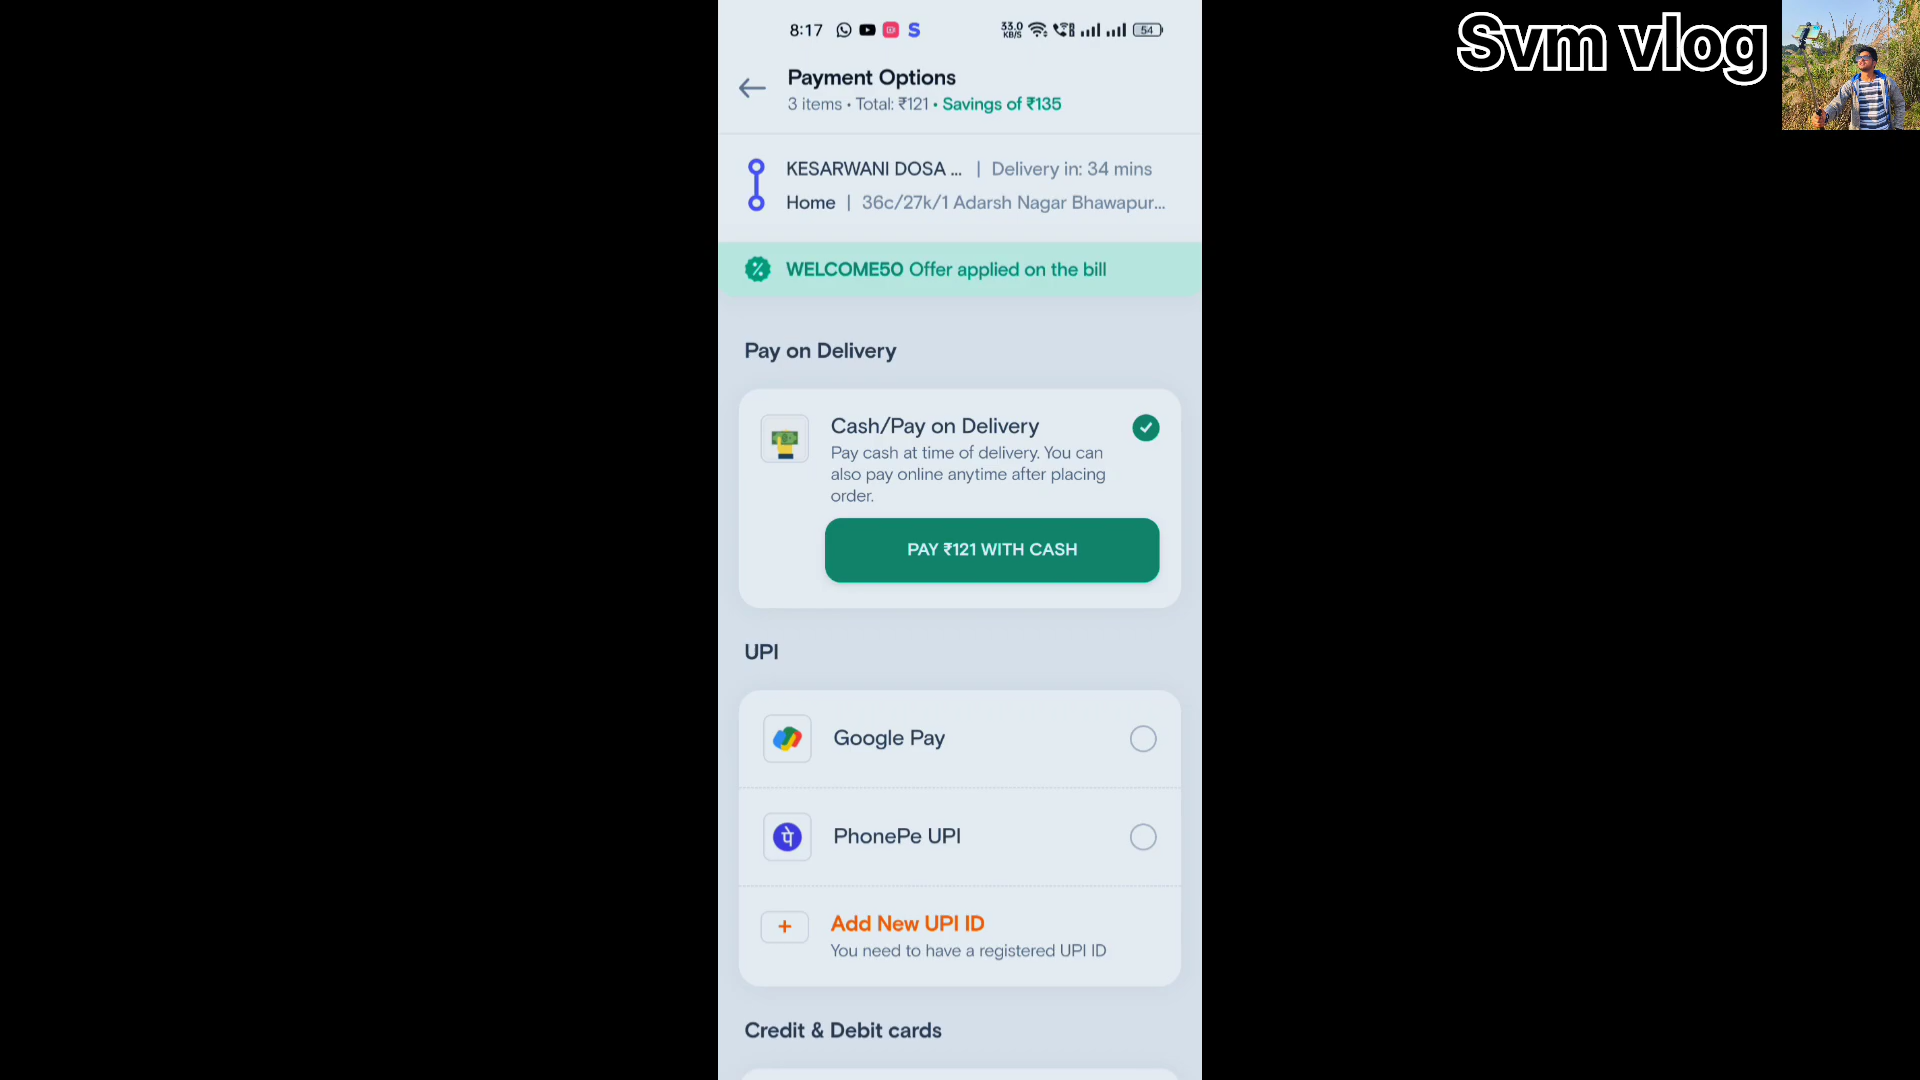 Svm vlog
8:17
S
33.0
KB/S
54
Payment Options
3 items • Total: ₹121 • Savings of ₹135
KESARWANI DOSA ... | Delivery in: 34 mins
Home | 36c/27k/1 Adarsh Nagar Bhawapur...
WELCOME50 Offer applied on the bill
Pay on Delivery
Cash/Pay on Delivery
Pay cash at time of delivery. You can
also pay online anytime after placing
order.
PAY ₹121 WITH CASH
UPI
Google Pay
पे
PhonePe UPI
+
Add New UPI ID
You need to have a registered UPI ID
Credit & Debit cards